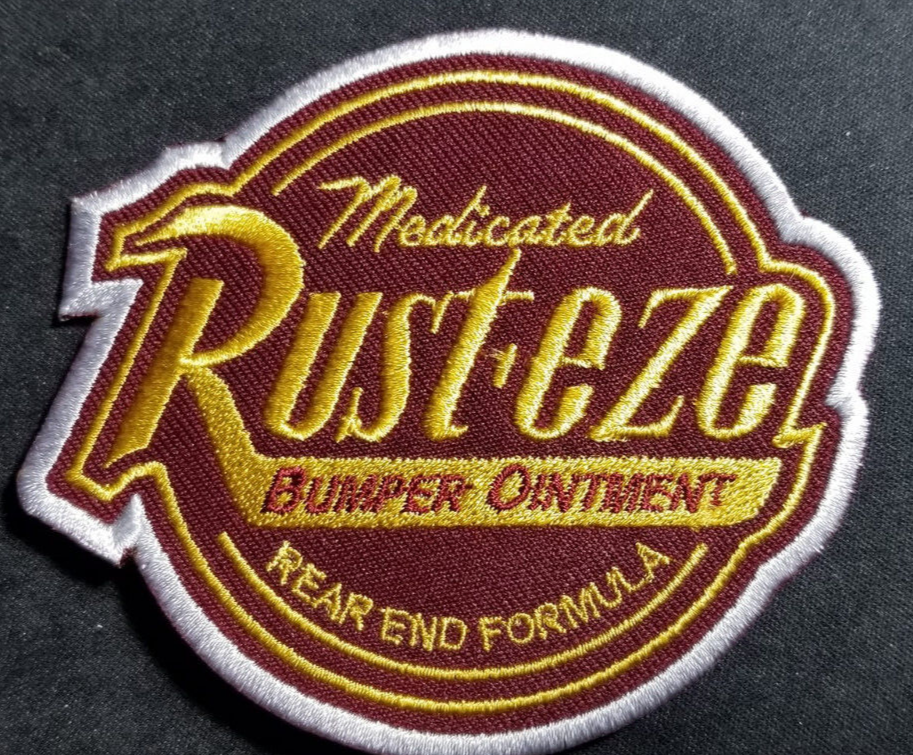 Medicated
Rust-eze
BUMPER OINTMENT
REAR END FORMULA